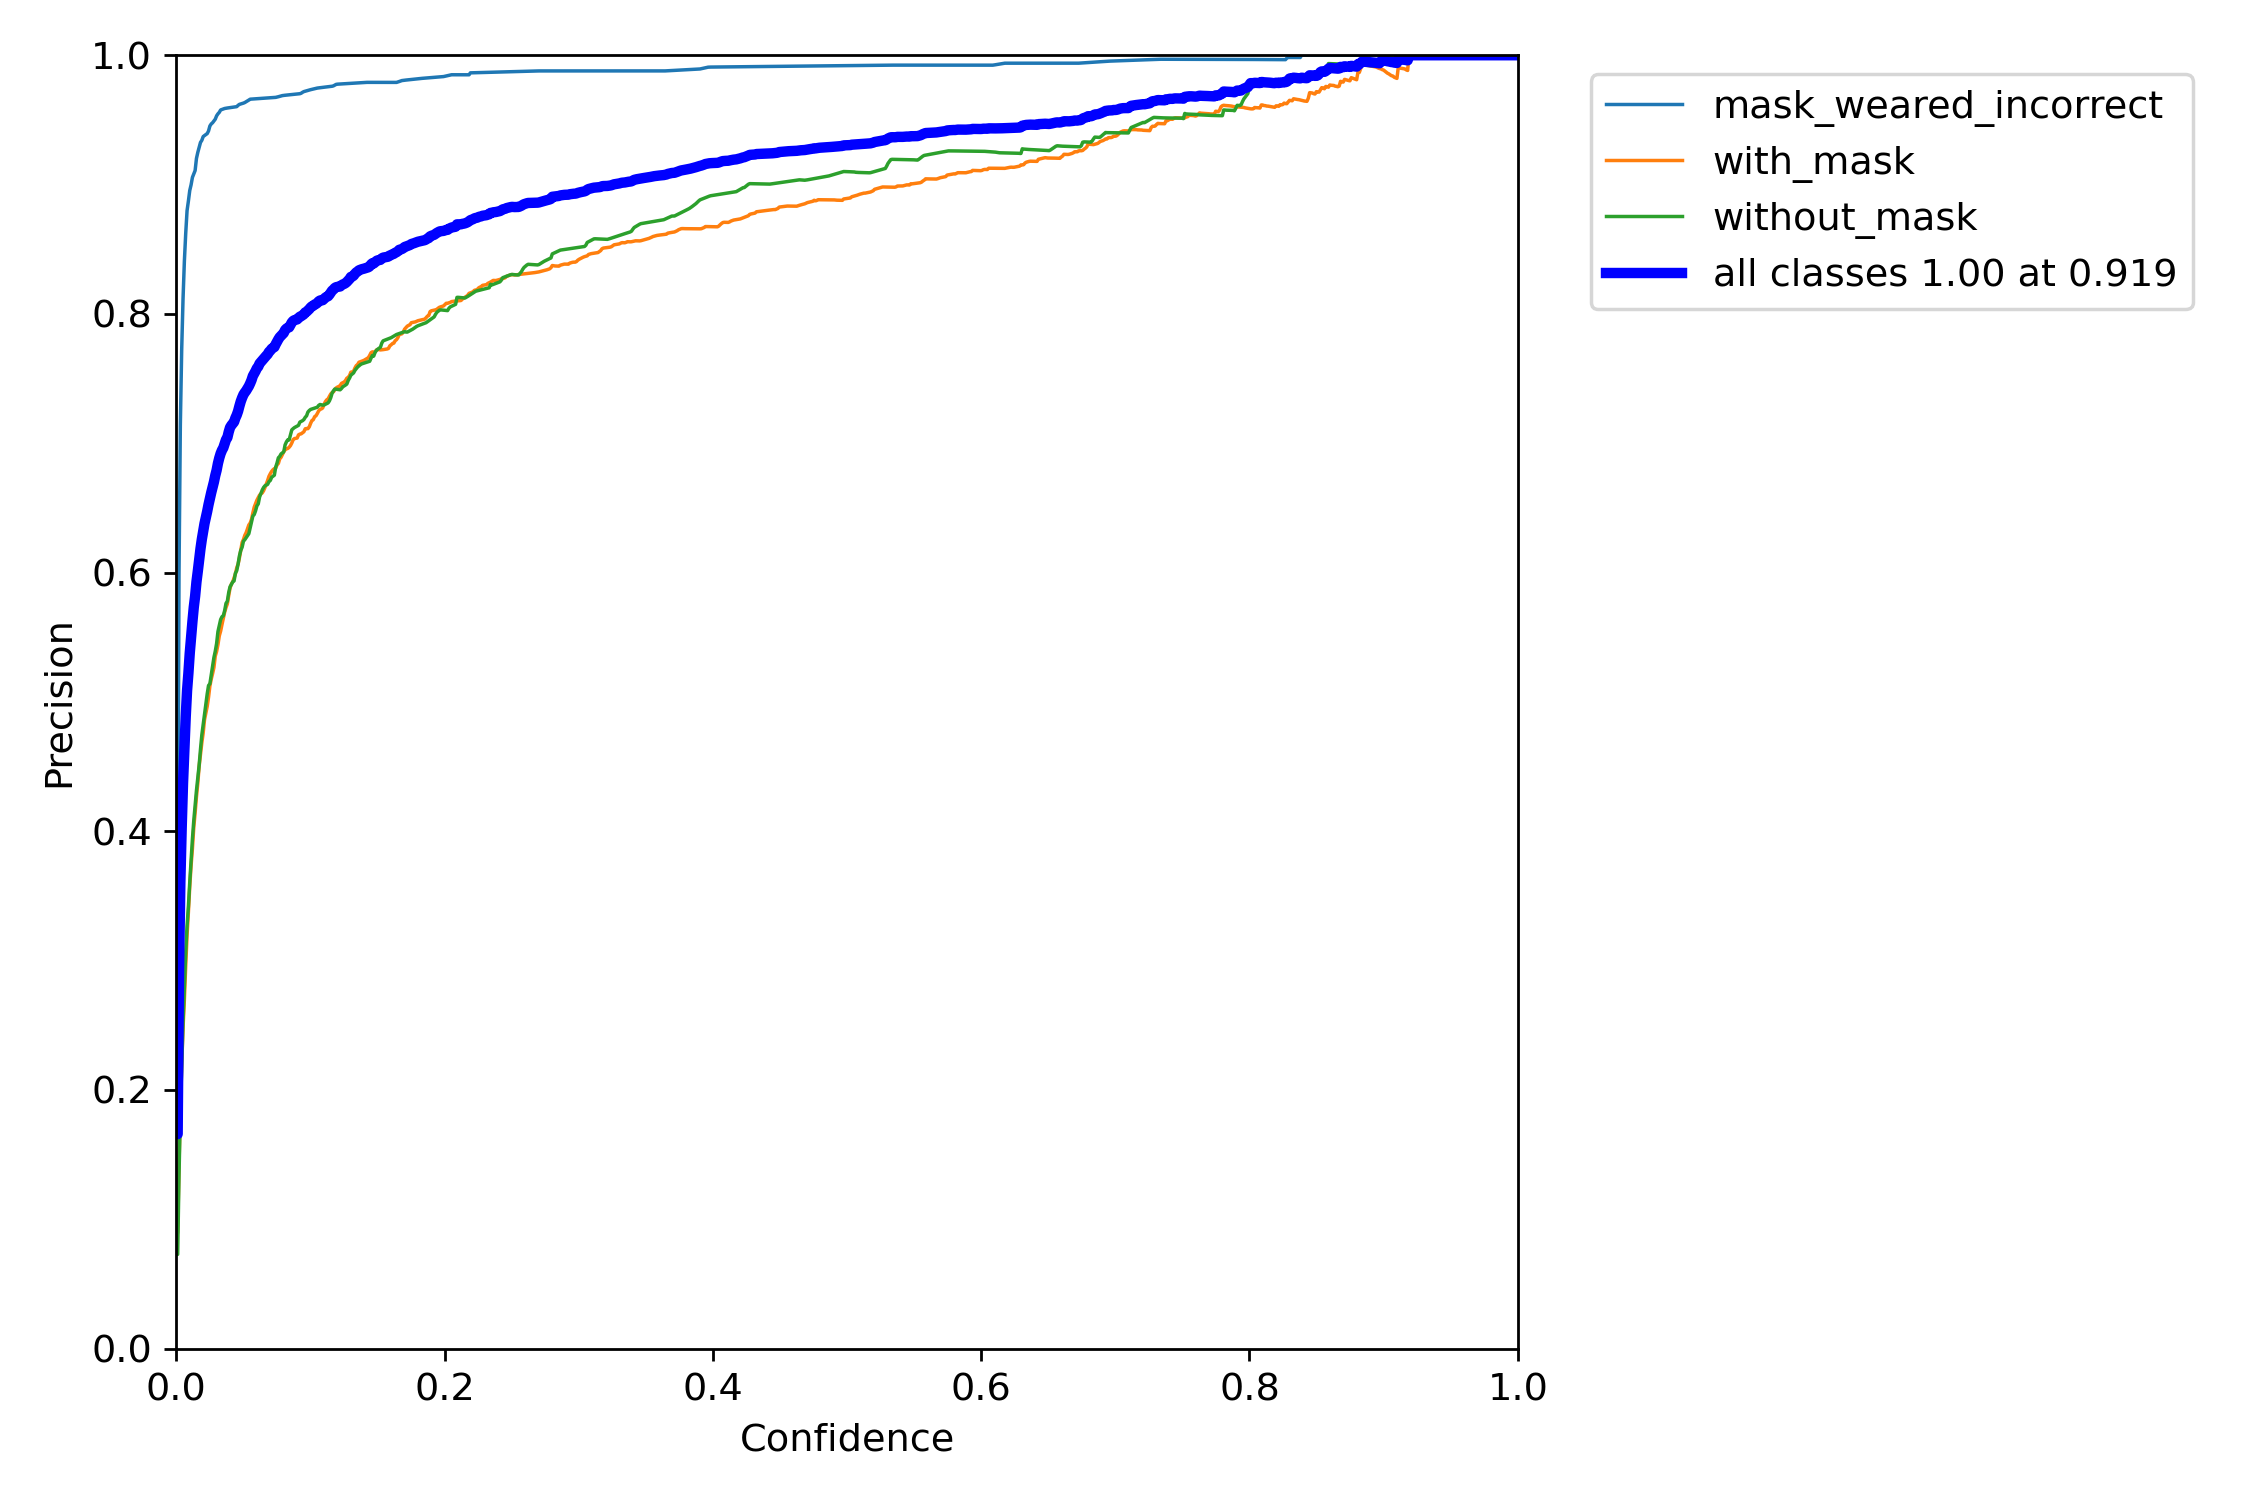 1.0
0.8
0.6
0.4
0.2
0.0
Precision
0.0 0.2 0.4 0.6 0.8 1.0
Confidence
mask_weared_incorrect
with_mask
without_mask
all classes 1.00 at 0.919